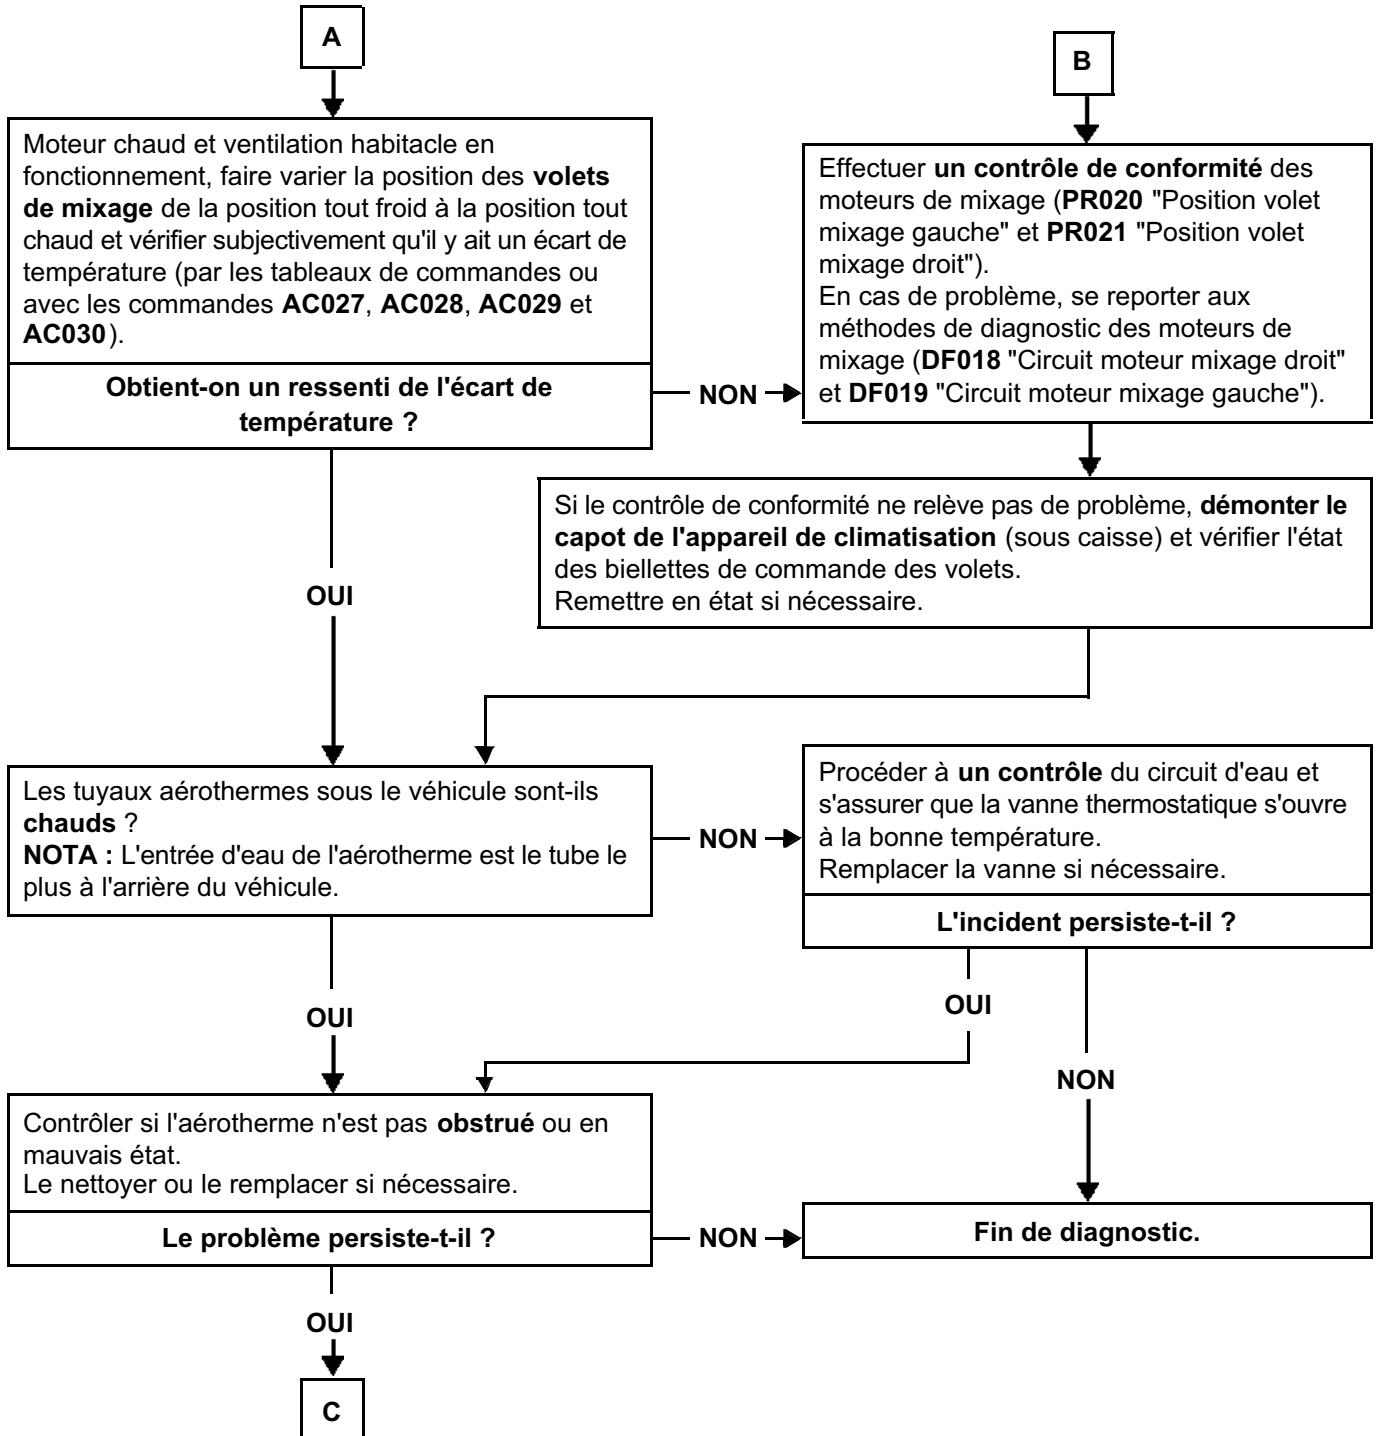 A
Moteur chaud et ventilation habitacle en
fonctionnement, faire varier la position des volets
de mixage de la position tout froid à la position tout
chaud et vérifier subjectivement qu'il y ait un écart de
température (par les tableaux de commandes ou
avec les commandes AC027, AC028, AC029 et
AC030).
Obtient-on un ressenti de l'écart de
température ?
NON
B
Effectuer un contrôle de conformité des
moteurs de mixage (PR020 "Position volet
mixage gauche" et PR021 "Position volet
mixage droit").
En cas de problème, se reporter aux
méthodes de diagnostic des moteurs de
mixage (DF018 "Circuit moteur mixage droit"
et DF019 "Circuit moteur mixage gauche").
Si le contrôle de conformité ne relève pas de problème, démonter le
capot de l'appareil de climatisation (sous caisse) et vérifier l'état
des biellettes de commande des volets.
Remettre en état si nécessaire.
OUI
Les tuyaux aérothermes sous le véhicule sont-ils
chauds ?
NOTA : L'entrée d'eau de l'aérotherme est le tube le
plus à l'arrière du véhicule.
NON
Procéder à un contrôle du circuit d'eau et
s'assurer que la vanne thermostatique s'ouvre
à la bonne température.
Remplacer la vanne si nécessaire.
L'incident persiste-t-il ?
OUI
OUI
NON
Contrôler si l'aérotherme n'est pas obstrué ou en
mauvais état.
Le nettoyer ou le remplacer si nécessaire.
Le problème persiste-t-il ?
NON
Fin de diagnostic.
OUI
C